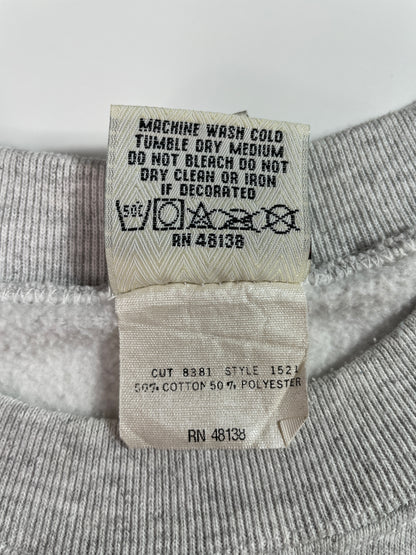 MACHINE WASH COLD
TUMBLE DRY MEDIUM
DO NOT BLEACH DO NOT
DRY CLEAN OR IRON
IF DECORATED
50C
RN 48138
CUT 8381 STYLE 1521
50% COTTON 50% POLYESTER
RN 48138